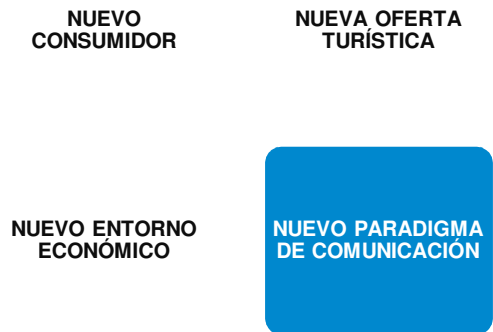 NUEVO
CONSUMIDOR
NUEVA OFERTA
TURÍSTICA
NUEVO ENTORNO
ECONÓMICO
NUEVO PARADIGMA
DE COMUNICACIÓN